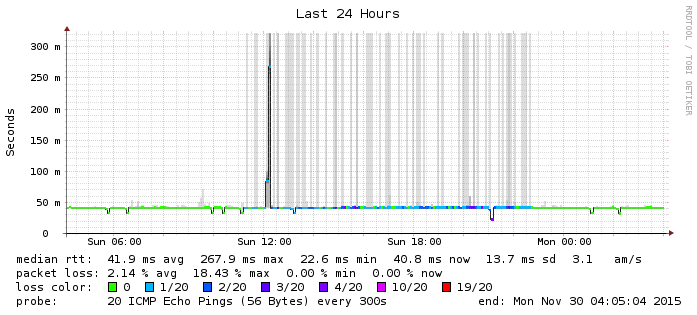 Last 24 Hours
RRDTOOL / TOBI OETIKER
Seconds
300 m
250 m
200 m
150 m
100 m
50 m
0
Sun 06:00 Sun 12:00 Sun 18:00 Mon 00:00
median rtt: 41.9 ms avg 267.9 ms max 22.6 ms min 40.8 ms now 13.7 ms sd 3.1 am/s
packet loss: 2.14 % avg 18.43 % max 0.00 % min 0.00 % now
loss color: 0 1/20 2/20 3/20 4/20 10/20 19/20
probe: 20 ICMP Echo Pings (56 Bytes) every 300s end: Mon Nov 30 04:05:04 2015